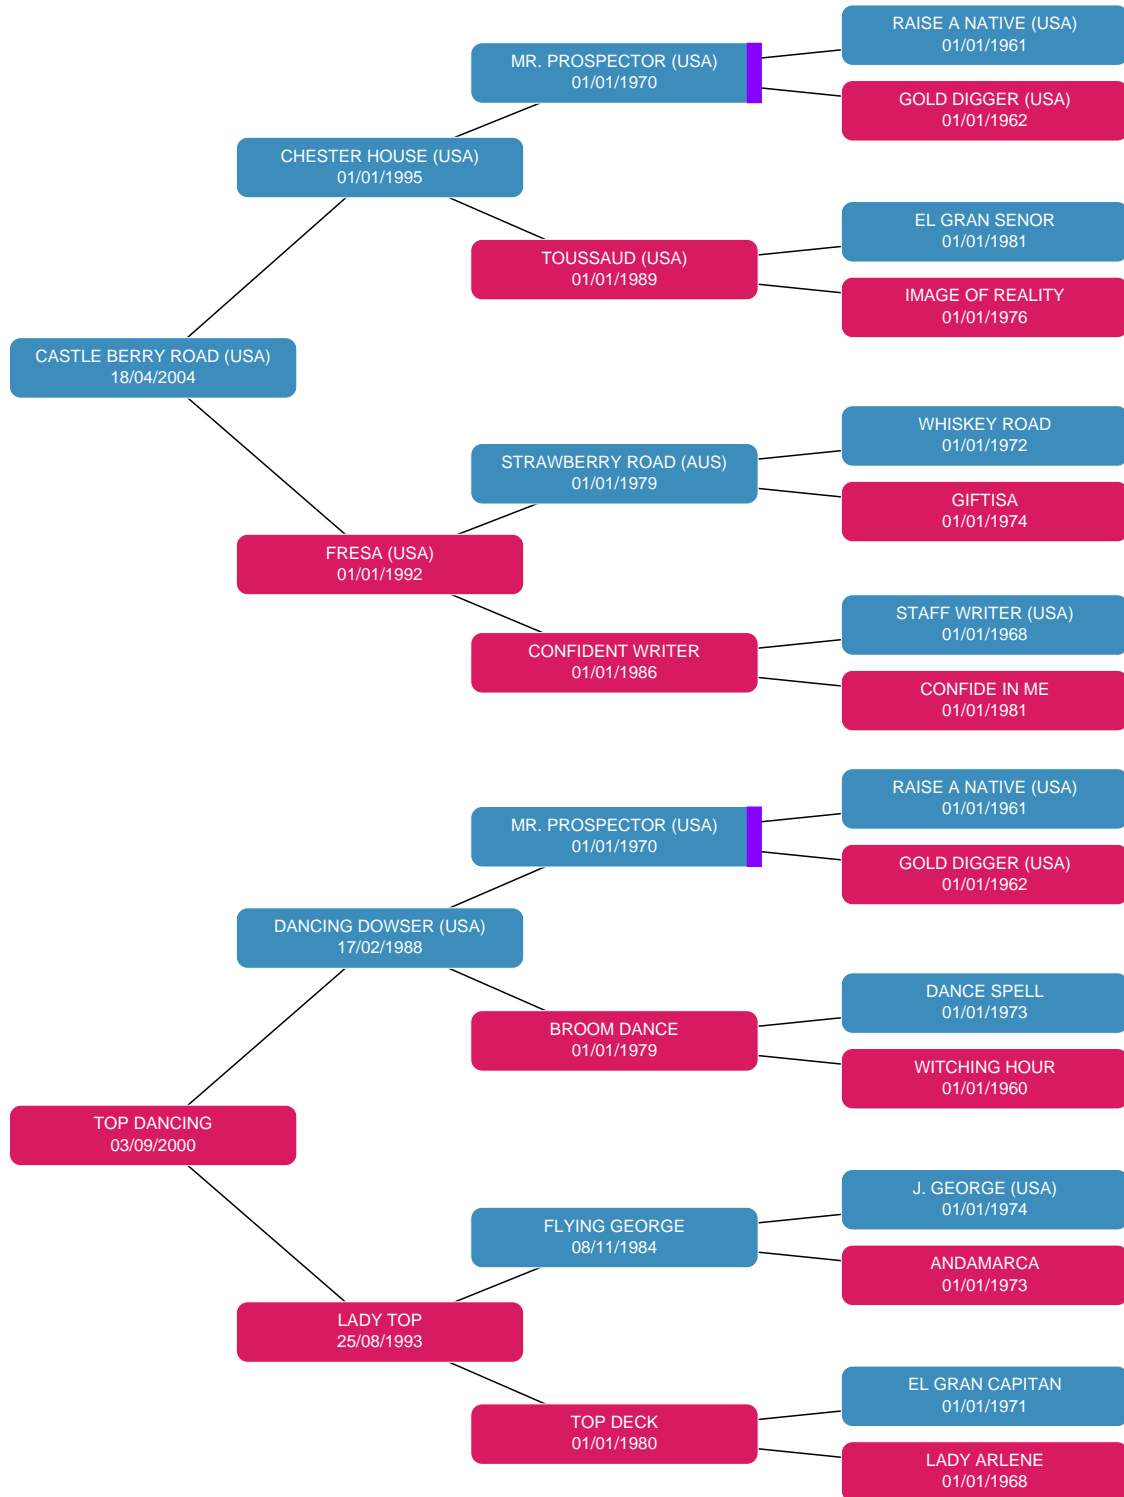 RAISE A NATIVE (USA)
01/01/1961
MR. PROSPECTOR (USA)
01/01/1970
GOLD DIGGER (USA)
01/01/1962
CHESTER HOUSE (USA)
01/01/1995
EL GRAN SENOR
01/01/1981
TOUSSAUD (USA)
01/01/1989
IMAGE OF REALITY
01/01/1976
CASTLE BERRY ROAD (USA)
18/04/2004
WHISKEY ROAD
01/01/1972
STRAWBERRY ROAD (AUS)
01/01/1979
GIFTISA
01/01/1974
FRESA (USA)
01/01/1992
STAFF WRITER (USA)
01/01/1968
CONFIDENT WRITER
01/01/1986
CONFIDE IN ME
01/01/1981
RAISE A NATIVE (USA)
01/01/1961
MR. PROSPECTOR (USA)
01/01/1970
GOLD DIGGER (USA)
01/01/1962
DANCING DOWSER (USA)
17/02/1988
DANCE SPELL
01/01/1973
BROOM DANCE
01/01/1979
WITCHING HOUR
01/01/1960
TOP DANCING
03/09/2000
J. GEORGE (USA)
01/01/1974
FLYING GEORGE
08/11/1984
ANDAMARCA
01/01/1973
LADY TOP
25/08/1993
EL GRAN CAPITAN
01/01/1971
TOP DECK
01/01/1980
LADY ARLENE
01/01/1968